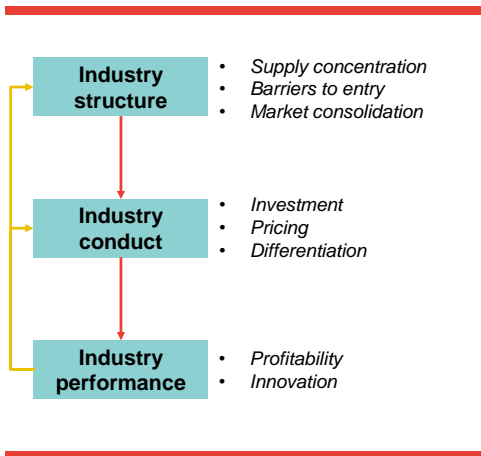 Industry
structure
• Supply concentration
• Barriers to entry
• Market consolidation
Industry
conduct
• Investment
• Pricing
• Differentiation
Industry
performance
• Profitability
• Innovation